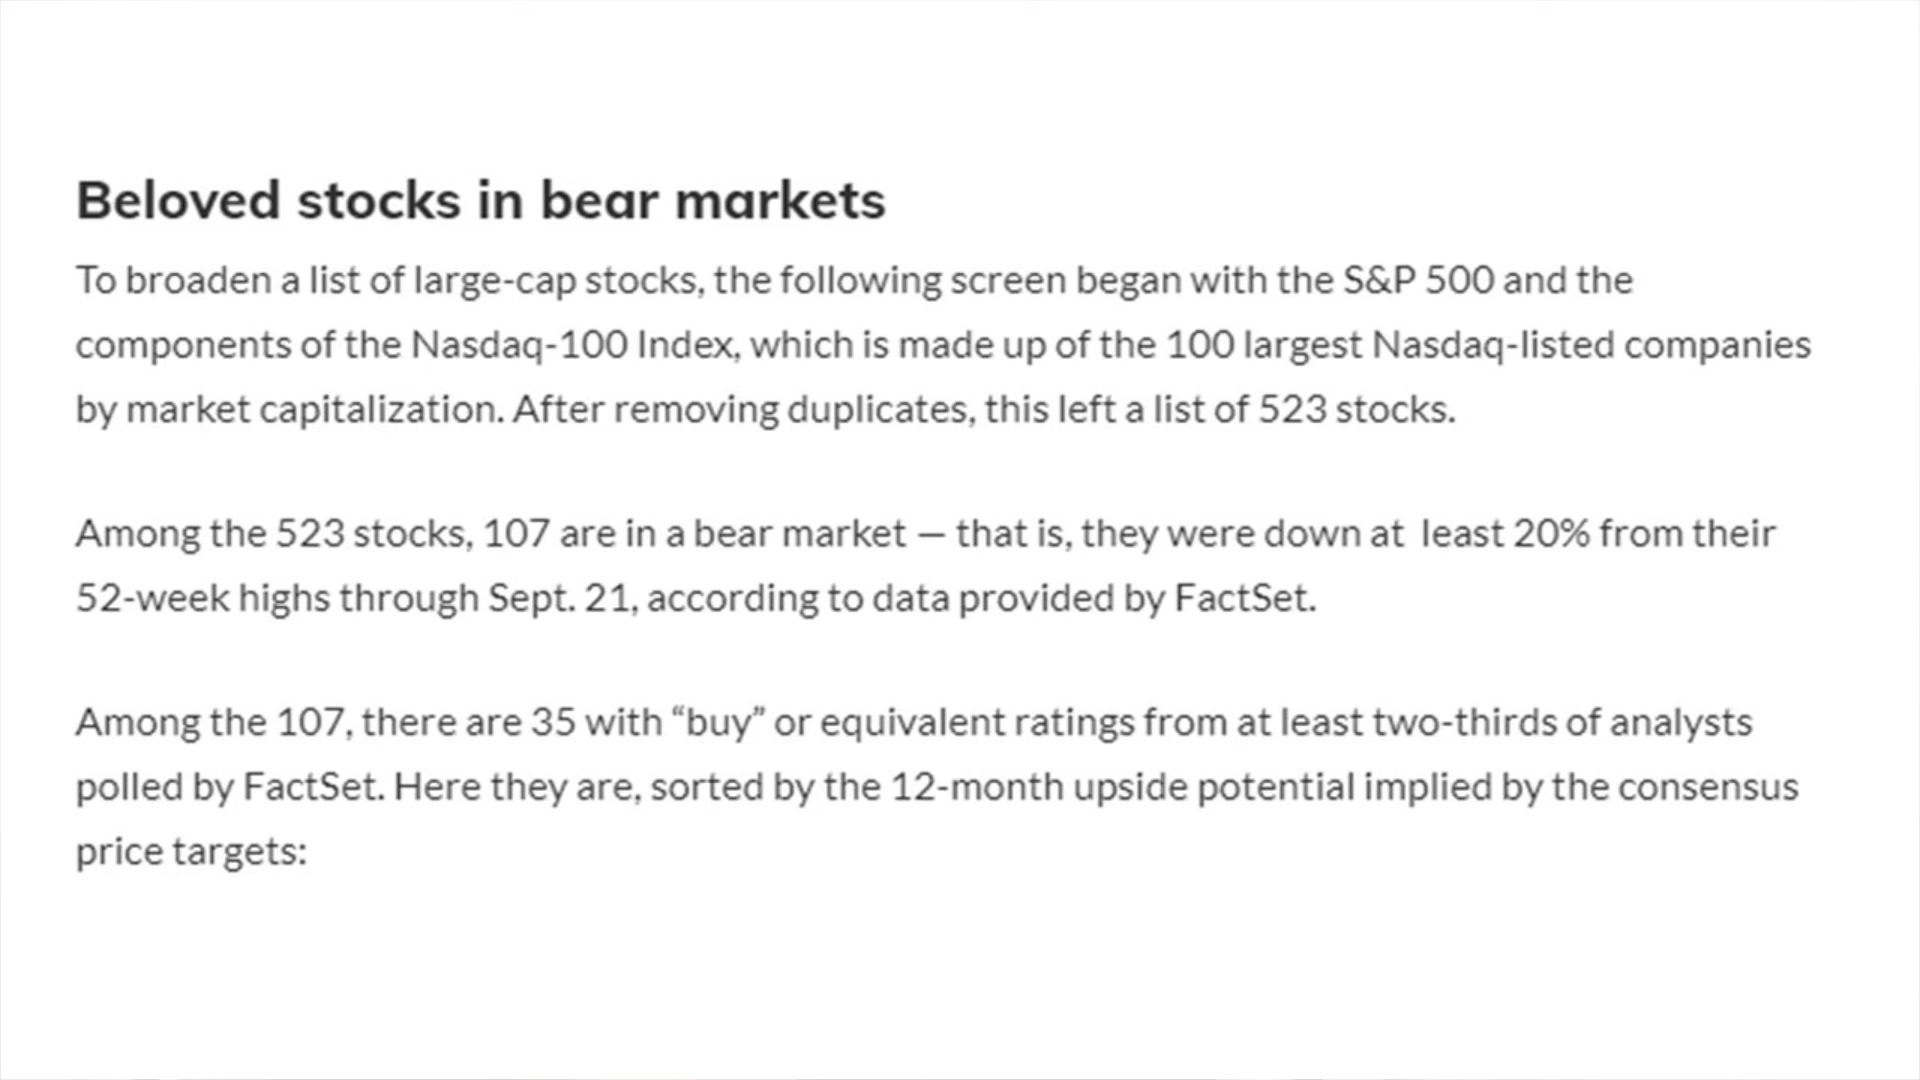 Beloved stocks in bear markets
To broaden a list of large-cap stocks, the following screen began with the S&P 500 and the
components of the Nasdaq-100 Index, which is made up of the 100 largest Nasdaq-listed companies
by market capitalization. After removing duplicates, this left a list of 523 stocks.
Among the 523 stocks, 107 are in a bear market — that is, they were down at least 20% from their
52-week highs through Sept. 21, according to data provided by FactSet.
Among the 107, there are 35 with “buy” or equivalent ratings from at least two-thirds of analysts
polled by FactSet. Here they are, sorted by the 12-month upside potential implied by the consensus
price targets: